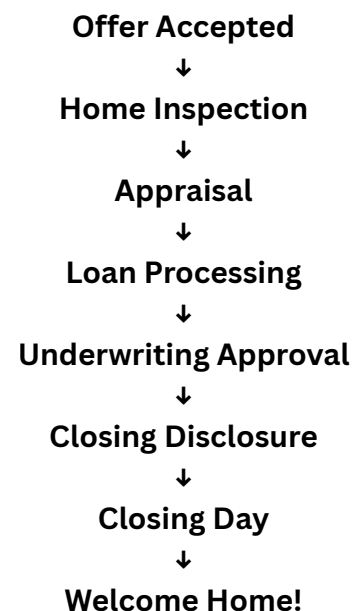 Offer Accepted
↓
Home Inspection
↓
Appraisal
↓
Loan Processing
↓
Underwriting Approval
↓
Closing Disclosure
↓
Closing Day
↓
Welcome Home!